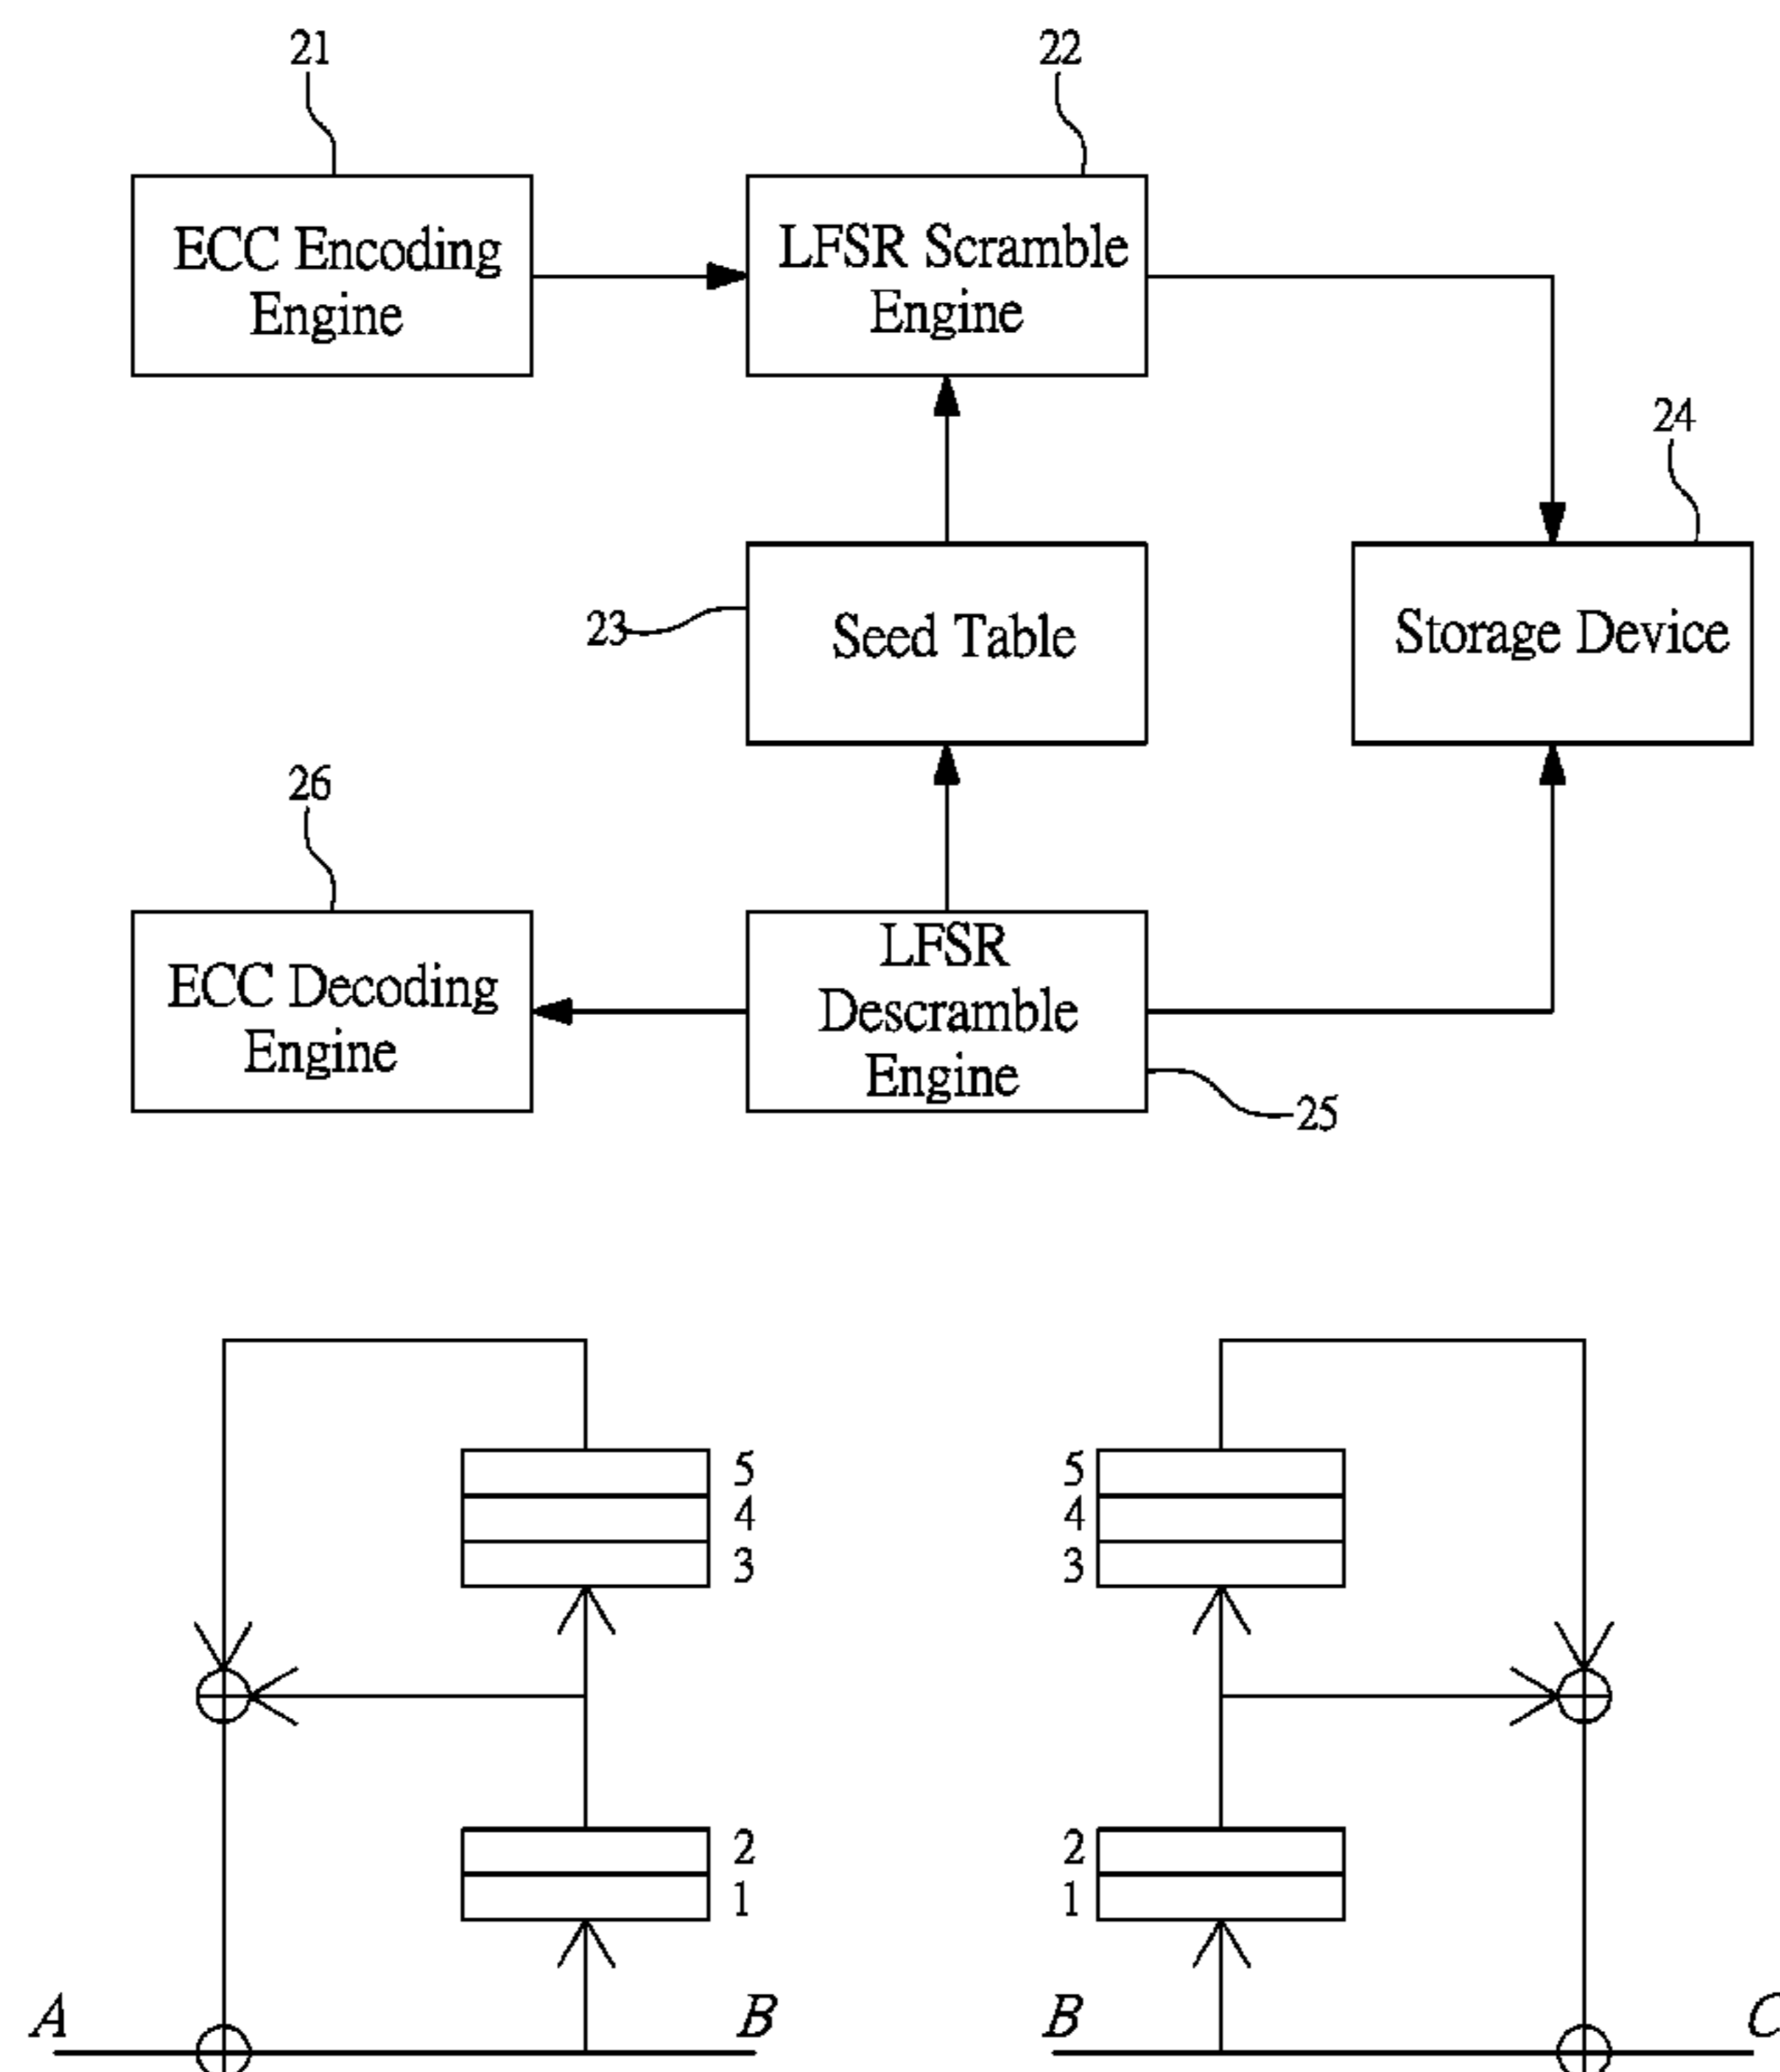 21
22
ECC Encoding
Engine
LFSR Scramble
Engine
24
23
Seed Table
Storage Device
26
ECC Decoding
Engine
LFSR
Descramble
Engine
25
5
4
3
2
1
A
B
5
4
3
2
1
B
C